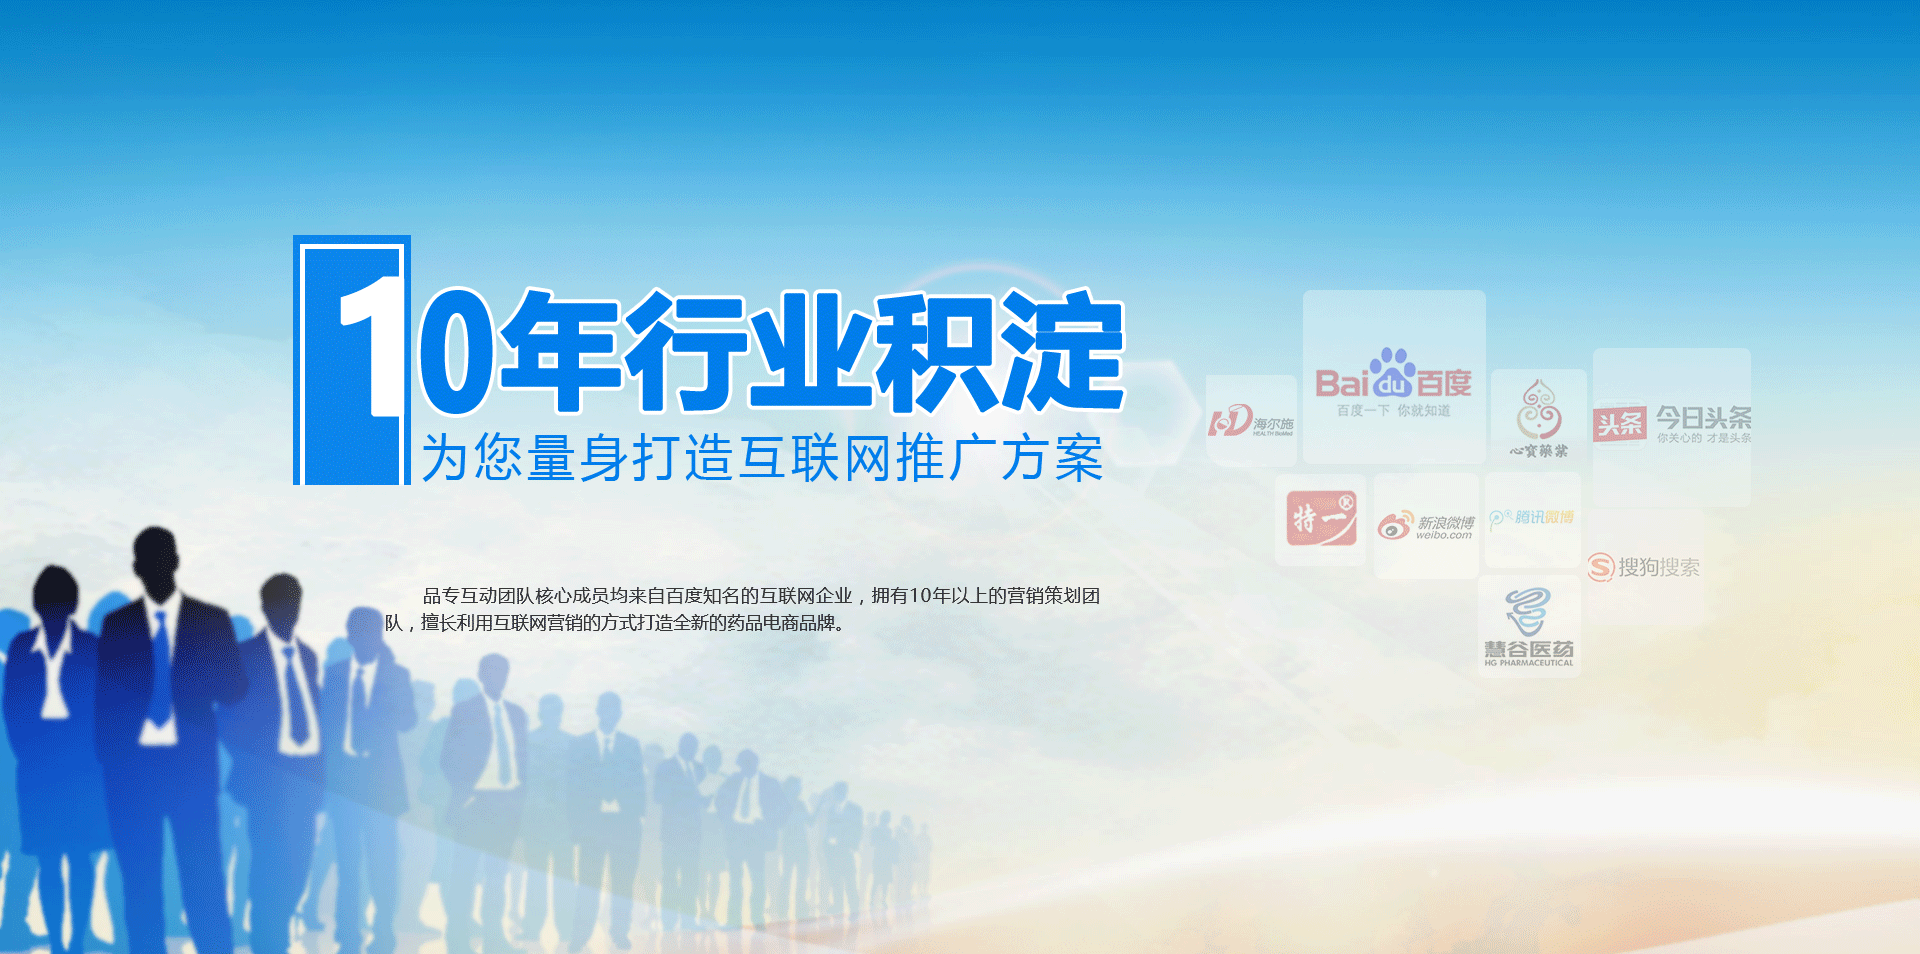 10年行业积淀
为您量身打造互联网推广方案
品专互动团队核心成员均来自百度知名的互联网企业，拥有10年以上的营销策划团
队，擅长利用互联网营销的方式打造全新的药品电商品牌。
海尔施
HEALTH BioMed
Bai du 百度
百度一下 你就知道
心宝药业
头条 今日头条
你关心的 才是头条
特一
新浪微博
weibo.com
腾讯微博
S 搜狗搜索
慧谷医药
HG PHARMACEUTICAL